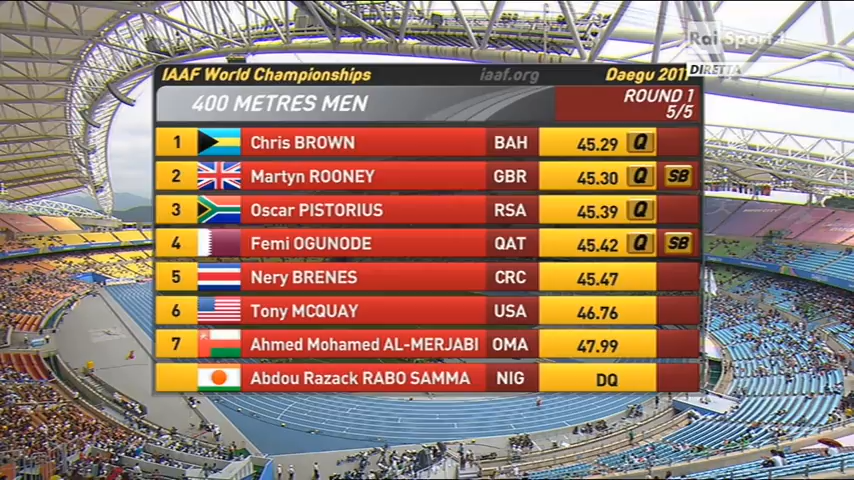 Rai Sport 1
DIRETTA
IAAF World Championships iaaf.org Daegu 2011
400 METRES MEN ROUND 1
5/5
1 Chris BROWN BAH 45.29 Q
2 Martyn ROONEY GBR 45.30 Q SB
3 Oscar PISTORIUS RSA 45.39 Q
4 Femi OGUNODE QAT 45.42 Q SB
5 Nery BRENES CRC 45.47
6 Tony MCQUAY USA 46.76
7 Ahmed Mohamed AL-MERJABI OMA 47.99
Abdou Razack RABO SAMMA NIG DQ